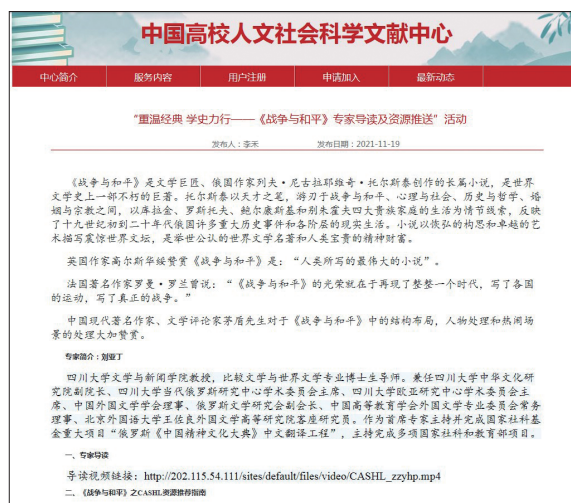 中国高校人文社会科学文献中心
中心简介 服务内容 用户注册 申请加入 最新动态
“重温经典 学史力行——《战争与和平》专家导读及资源推送”活动
发布人：李禾 发布日期：2021-11-19
《战争与和平》是文学巨匠、俄国作家列夫·尼古拉耶维奇·托尔斯泰创作的长篇小说，是世界
文学史上一部不朽的巨著。托尔斯泰以天才之笔，游刃于战争与和平、心理与社会、历史与哲学、婚
姻与宗教之间，以库拉金、罗斯托夫、鲍尔康斯基和别朱霍夫四大贵族家庭的生活为情节线索，反映
了十九世纪初到二十年代俄国许多重大历史事件和各阶层的现实生活。小说以恢弘的构思和卓越的艺
术描写震惊世界文坛，是举世公认的世界文学名著和人类宝贵的精神财富。
英国作家高尔斯华绥赞赏《战争与和平》是：“人类所写的最伟大的小说”。
法国著名作家罗曼·罗兰曾说：“《战争与和平》的光荣就在于再现了整整一个时代，写了各国
的运动，写了真正的战争。”
中国现代著名作家、文学评论家茅盾先生对于《战争与和平》中的结构布局，人物处理和热闹场
景的处理大加赞赏。
专家简介：刘亚丁
四川大学文学与新闻学院教授，比较文学与世界文学专业博士生导师。兼任四川大学中华文化研
究院副院长、四川大学当代俄罗斯研究中心学术委员会主席、四川大学欧亚研究中心学术委员会主
席、中国外国文学学会理事、俄罗斯文学研究会副会长、中国高等教育学会外国文学专业委员会常务
理事、北京外国语大学王佐良外国文学高等研究院客座研究员。作为首席专家主持并完成国家社科基
金重大项目“俄罗斯《中国精神文化大典》中文翻译工程”，主持完成多项国家社科和教育部项目。
一、专家导读
导读视频链接：http://202.115.54.111/sites/default/files/video/CASHL_zzyhp.mp4
二、《战争与和平》之CASHL资源推荐指南